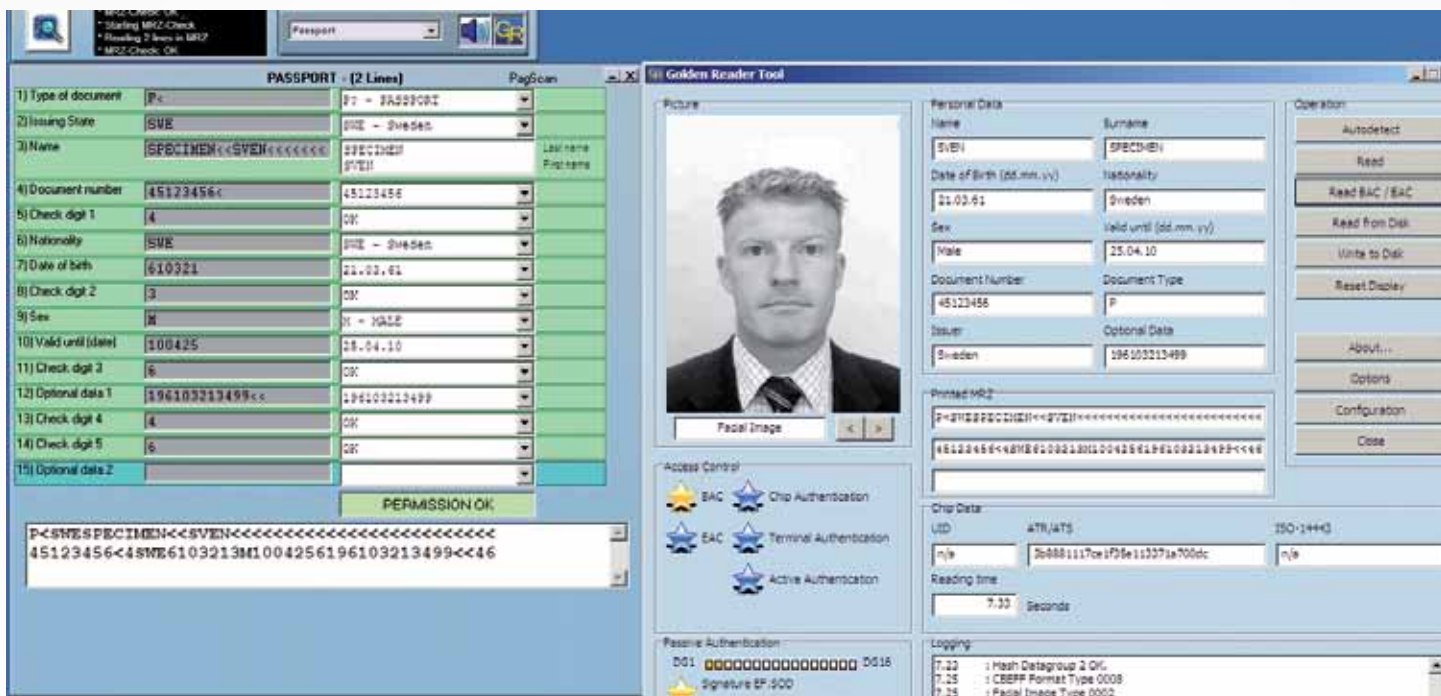 * MRZ-Check: OK
* Starting MRZ-Check
* Reading 2 lines in MRZ
* MRZ-Check: OK
Passport
GR
PASSPORT - (2 Lines)
PagScan
1) Type of document P< P< - PASSPORT
2) Issuing State SWE SWE - Sweden
3) Name SPECIMEN<<SVEN<<<<<<< SPECIMEN Last name
SVEN First name
4) Document number 45123456< 45123456
5) Check digit 1 4 OK
6) Nationality SWE SWE - Sweden
7) Date of birth 610321 21.03.61
8) Check digit 2 3 OK
9) Sex M M - MALE
10) Valid until (date) 100425 25.04.10
11) Check digit 3 6 OK
12) Optional data 1 196103213499<< 196103213499
13) Check digit 4 4 OK
14) Check digit 5 6 OK
15) Optional data 2
PERMISSION OK
P<SWESPECIMEN<<SVEN<<<<<<<<<<<<<<<<<<<<<<<<<
45123456<4SWE6103213M1004256196103213499<<46
Golden Reader Tool
Picture
Facial Image < >
Access Control
BAC Chip Authentication
EAC Terminal Authentication
Active Authentication
Passive Authentication
DG1 DG16
Signature EF.SOD
Personal Data
Name Surname
SVEN SPECIMEN
Date of Birth (dd.mm.yy) Nationality
21.03.61 Sweden
Sex Valid until (dd.mm.yy)
Male 25.04.10
Document Number Document Type
45123456 P
Issuer Optional Data
Sweden 196103213499
Printed MRZ
P<SWESPECIMEN<<SVEN<<<<<<<<<<<<<<<<<<<<<<<<<
45123456<4SWE6103213M1004256196103213499<<46
Chip Data
UID ATR/ATS ISO-14443
n/a n/a
Reading time
7.33 Seconds
Logging
7.23 : Hash Datagroup 2 OK.
7.25 : CBEFF Format Type 0008
7.25 : Facial Image Type 0002
Operation
Autodetect
Read
Read BAC / EAC
Read from Disk
Write to Disk
Reset Display
About...
Options
Configuration
Close